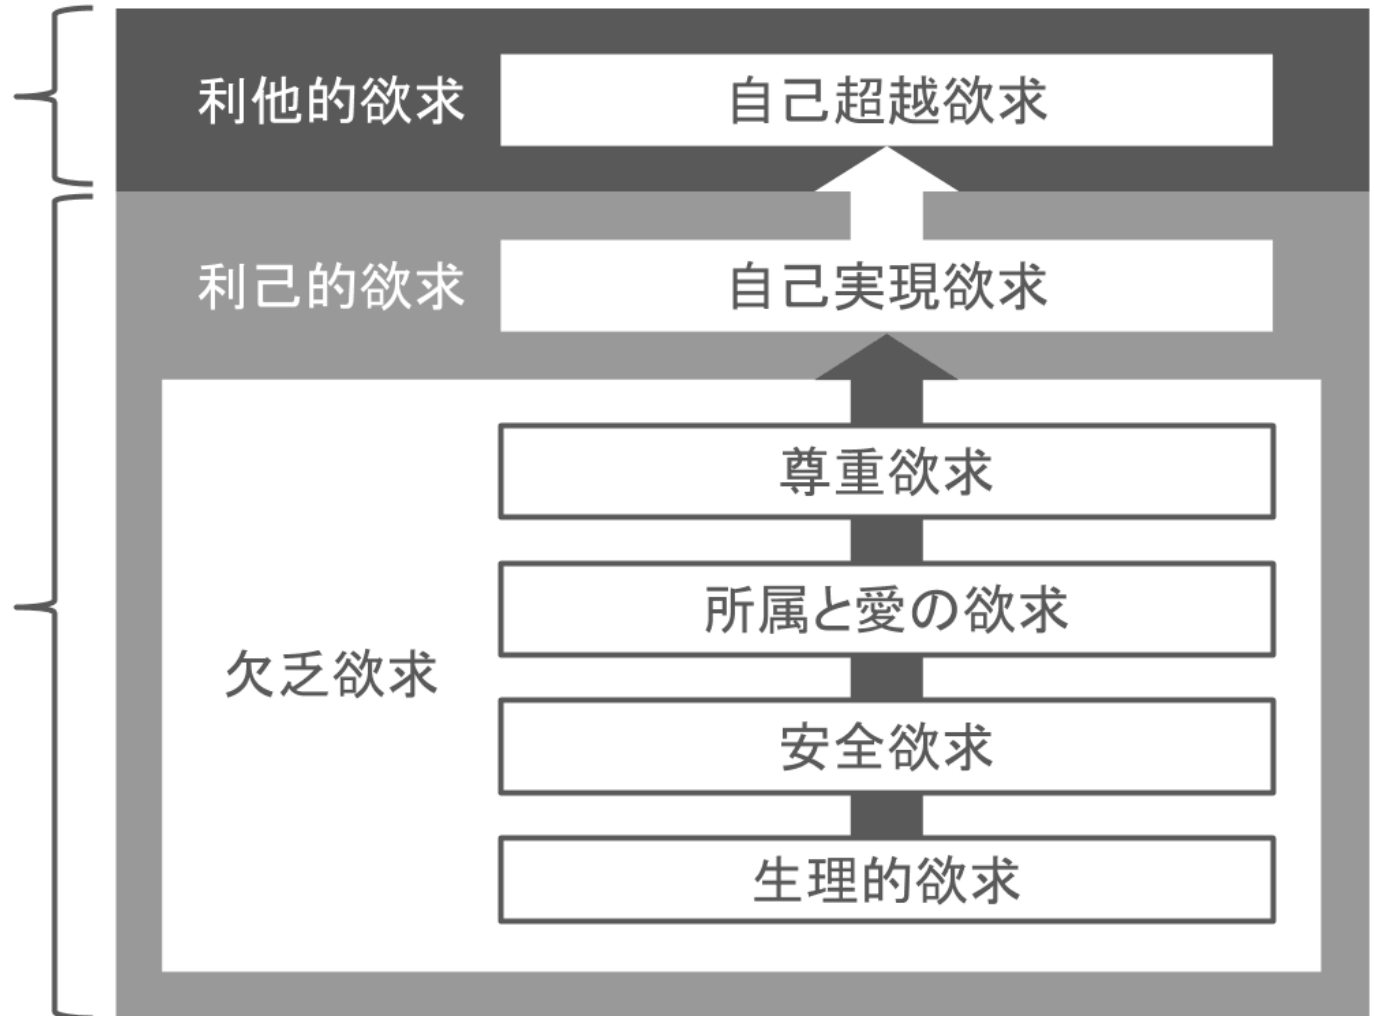 利他的欲求
自己超越欲求
利己的欲求
自己実現欲求
尊重欲求
所属と愛の欲求
欠乏欲求
安全欲求
生理的欲求